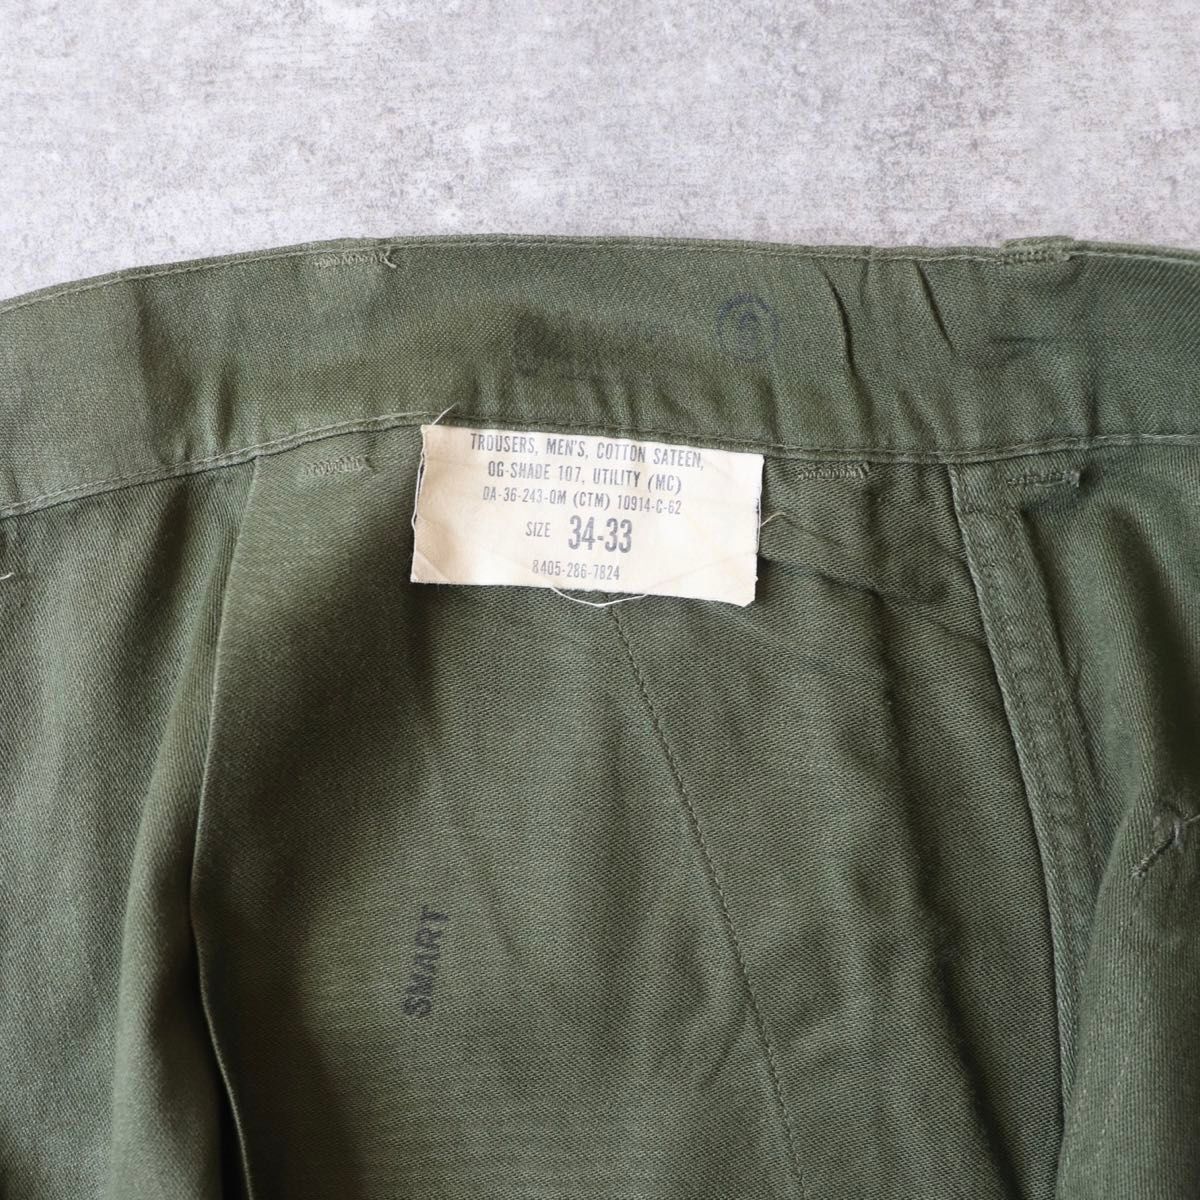 TROUSERS, MEN'S, COTTON SATEEN,
OG-SHADE 107, UTILITY (MC)
DA-36-243-QM (CTM) 10914-C-62
SIZE 34-33
8405-286-7824
SMART